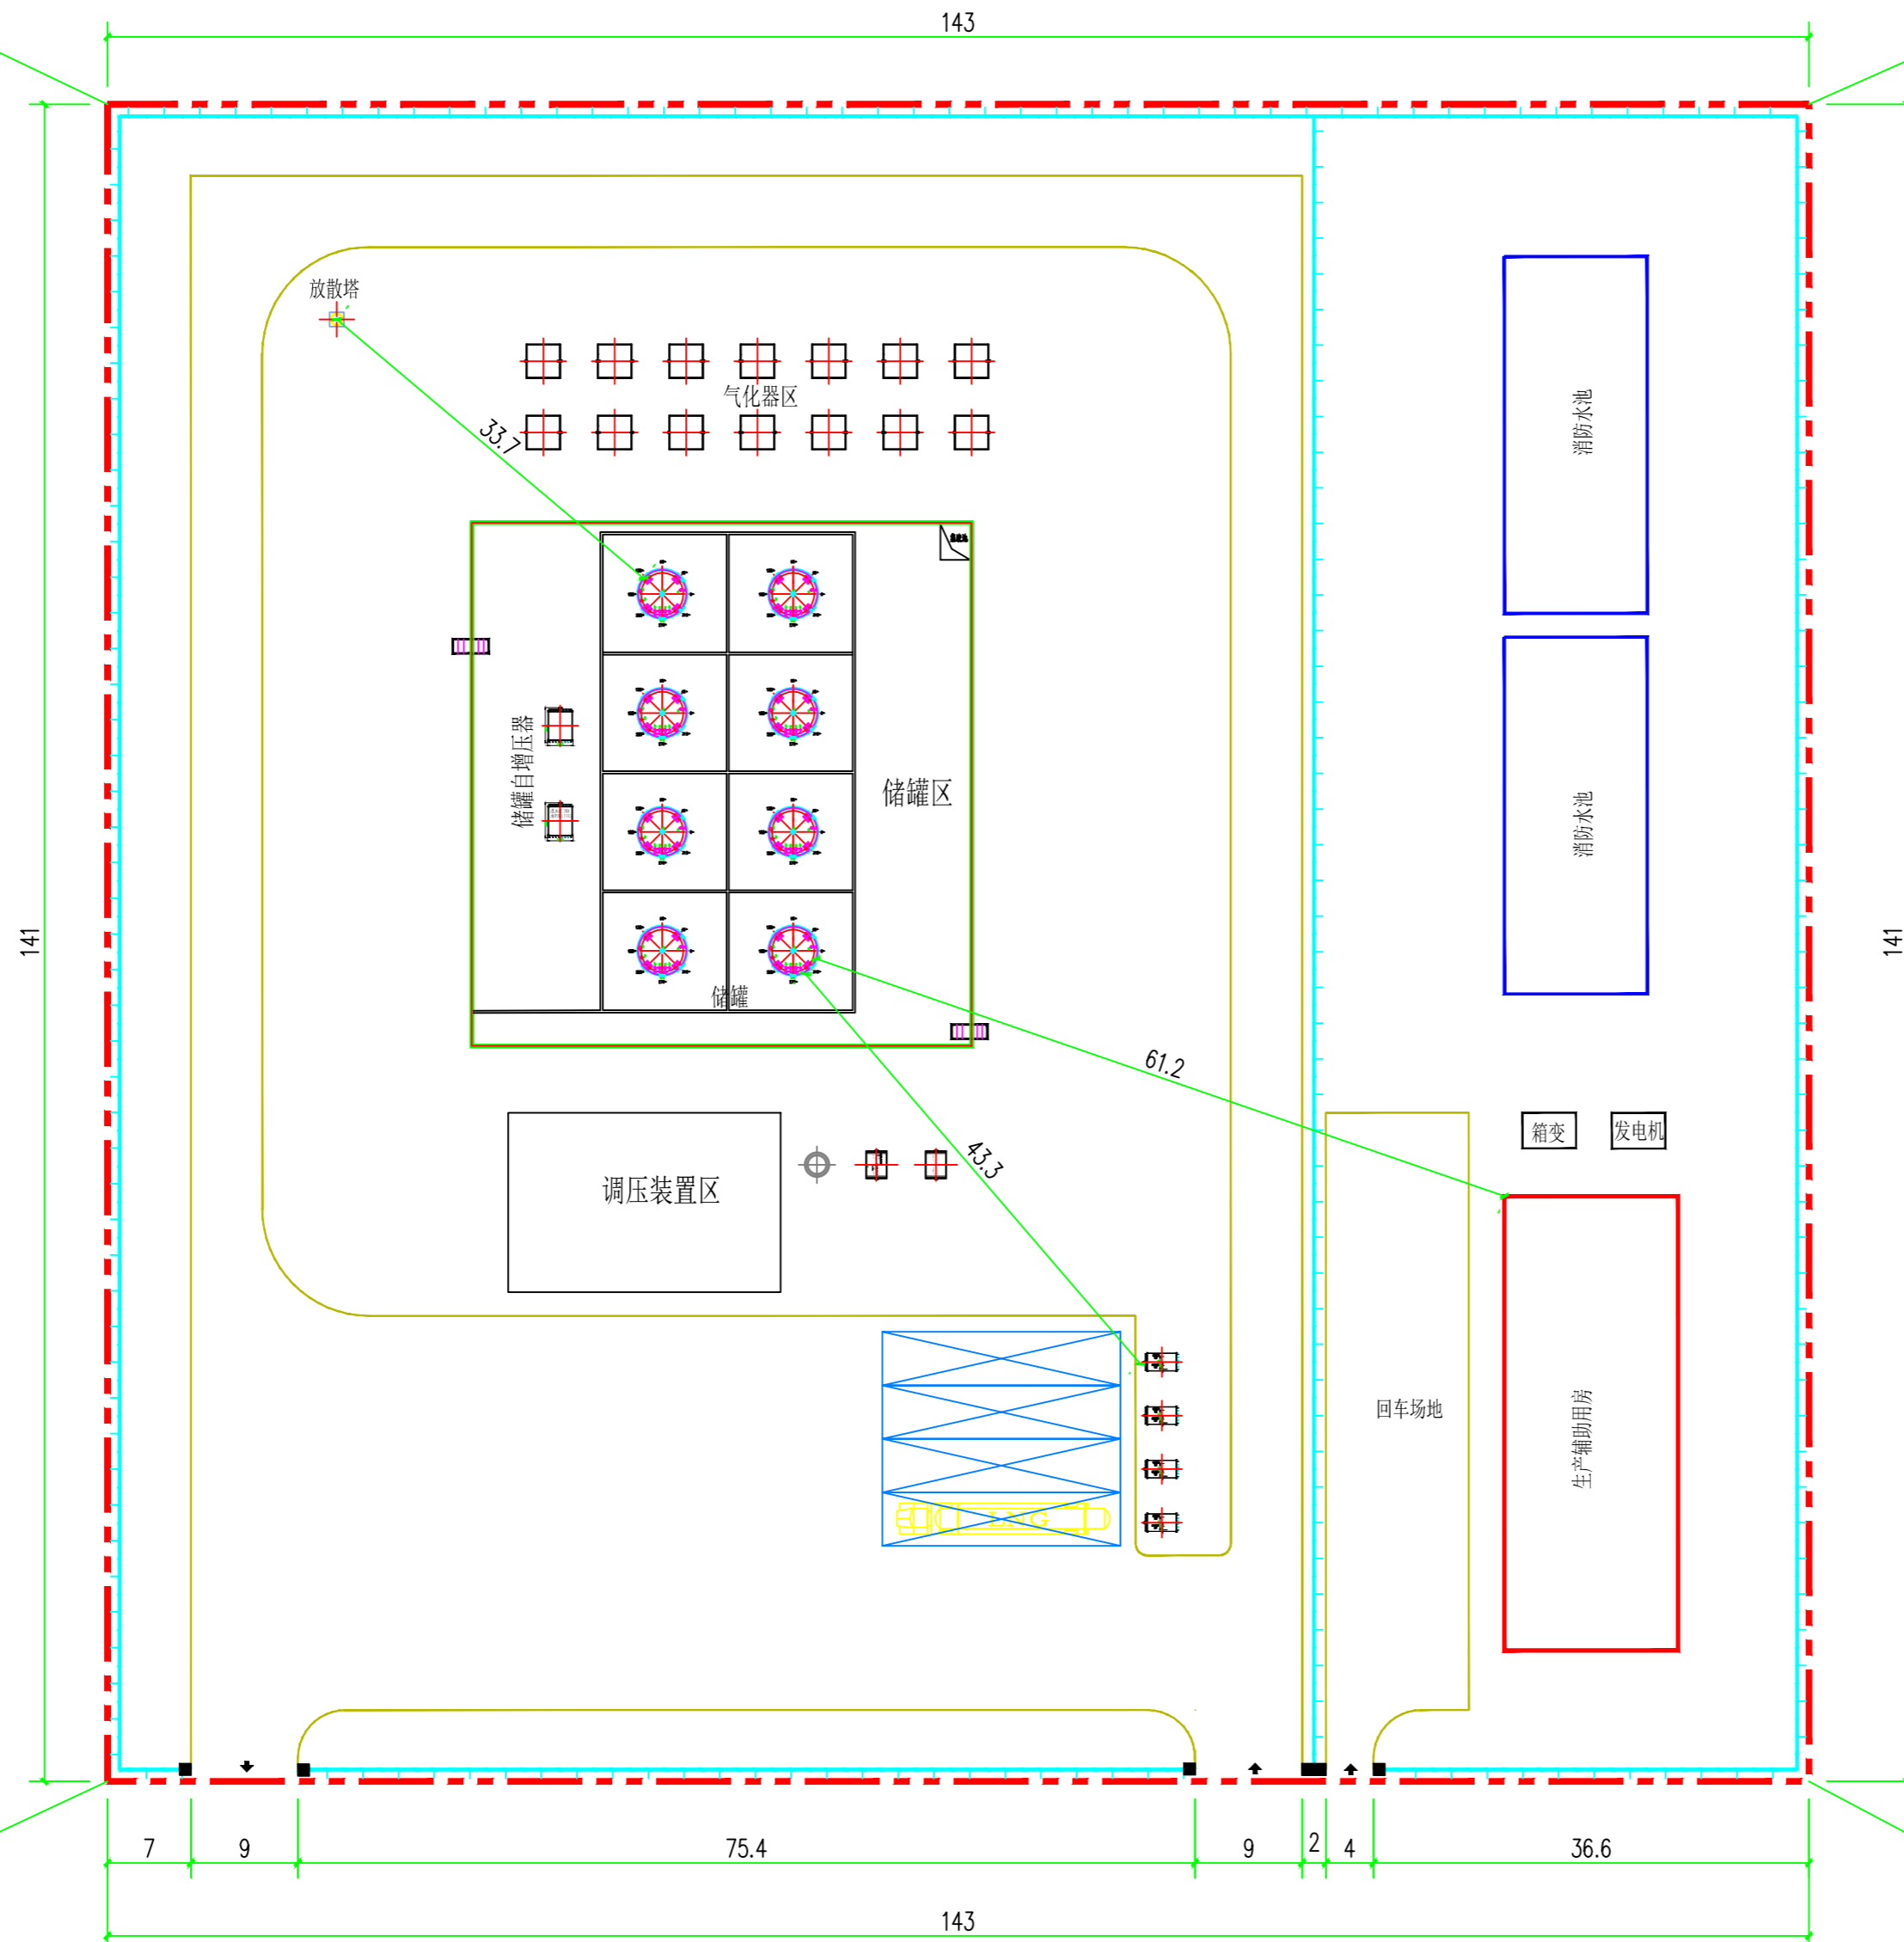 143
放散塔
气化器区
33.7
消防水池
储罐自增压器
储罐区
消防水池
141
141
储罐
61.2
43.3
箱变
发电机
调压装置区
回车场地
生产辅助用房
LNG
7
9
75.4
9
2
4
36.6
143